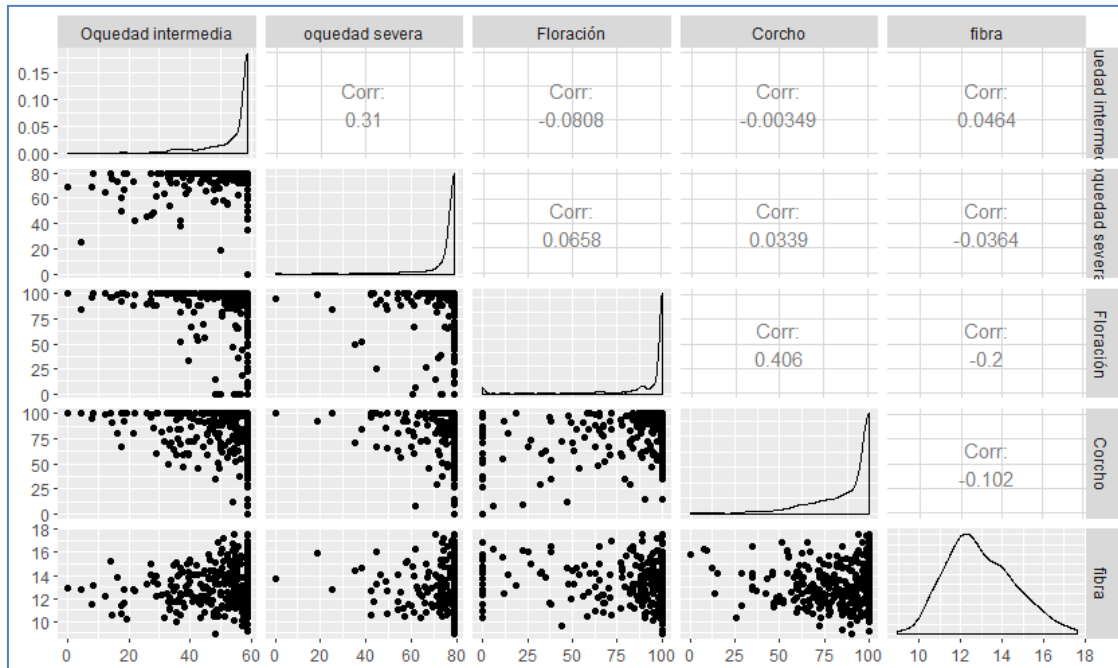 Oquedad intermedia oquedad severa Floración Corcho fibra
0.15
0.10
0.05
0.00
Corr:
0.31
Corr:
-0.0808
Corr:
-0.00349
Corr:
0.0464
uedad intermed
80
60
40
20
0
Corr:
0.0658
Corr:
0.0339
Corr:
-0.0364
oquedad severa
100
75
50
25
0
Corr:
0.406
Corr:
-0.2
Floración
100
75
50
25
0
Corr:
-0.102
Corcho
18
16
14
12
10
fibra
0 20 40 60 0 20 40 60 80 0 25 50 75 100 0 25 50 75 100 10 12 14 16 18